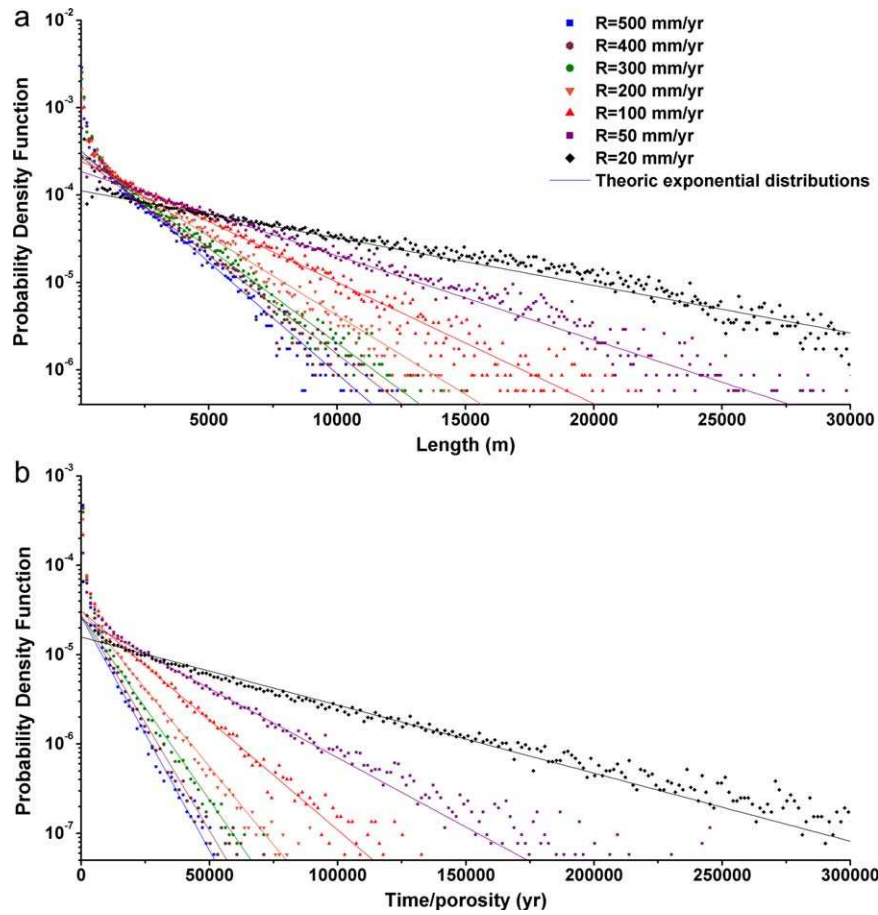 a
10^-2
10^-3
10^-4
10^-5
10^-6
Probability Density Function
R=500 mm/yr
R=400 mm/yr
R=300 mm/yr
R=200 mm/yr
R=100 mm/yr
R=50 mm/yr
R=20 mm/yr
Theoric exponential distributions
5000 10000 15000 20000 25000 30000
Length (m)
b
10^-3
10^-4
10^-5
10^-6
10^-7
Probability Density Function
0 50000 100000 150000 200000 250000 300000
Time/porosity (yr)